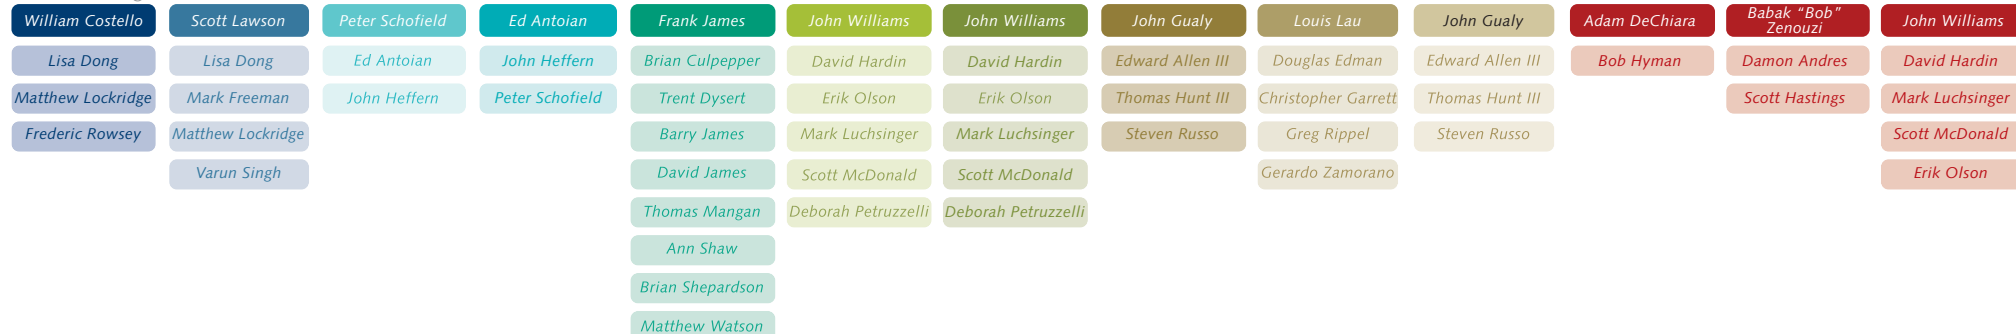 William Costello
Lisa Dong
Matthew Lockridge
Frederic Rowsey
Scott Lawson
Lisa Dong
Mark Freeman
Matthew Lockridge
Varun Singh
Peter Schofield
Ed Antoian
John Heffern
Ed Antoian
John Heffern
Peter Schofield
Frank James
Brian Culpepper
Trent Dysert
Barry James
David James
Thomas Mangan
Ann Shaw
Brian Shepardson
Matthew Watson
John Williams
David Hardin
Erik Olson
Mark Luchsinger
Scott McDonald
Deborah Petruzzelli
John Williams
David Hardin
Erik Olson
Mark Luchsinger
Scott McDonald
Deborah Petruzzelli
John Gualy
Edward Allen III
Thomas Hunt III
Steven Russo
Louis Lau
Douglas Edman
Christopher Garrett
Greg Rippel
Gerardo Zamorano
John Gualy
Edward Allen III
Thomas Hunt III
Steven Russo
Adam DeChiara
Bob Hyman
Babak “Bob”
Zenouzi
Damon Andres
Scott Hastings
John Williams
David Hardin
Mark Luchsinger
Scott McDonald
Erik Olson